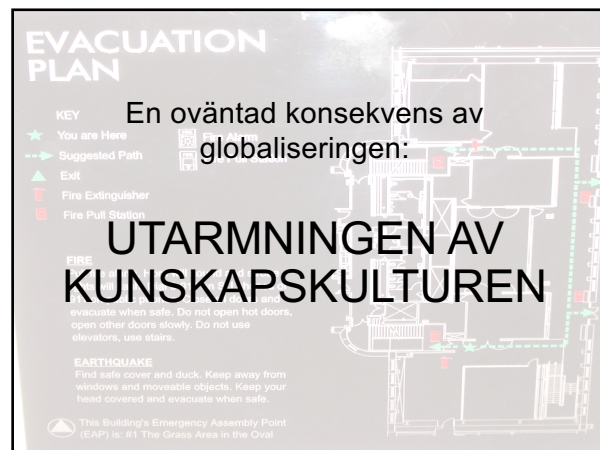 EVACUATION
PLAN
En oväntad konsekvens av
globaliseringen:
UTARMNINGEN AV
KUNSKAPSKULTUREN
KEY
You are Here
Suggested Path
Exit
Fire Extinguisher
Fire Pull Station
Fire Alarm
FIRE
evacuate when safe. Do not open hot doors,
open other doors slowly. Do not use
elevators, use stairs.
EARTHQUAKE
Find safe cover and duck. Keep away from
windows and moveable objects. Keep your
head covered and evacuate when safe.
This Building's Emergency Assembly Point
(EAP) is: #1 The Grass Area in the Oval